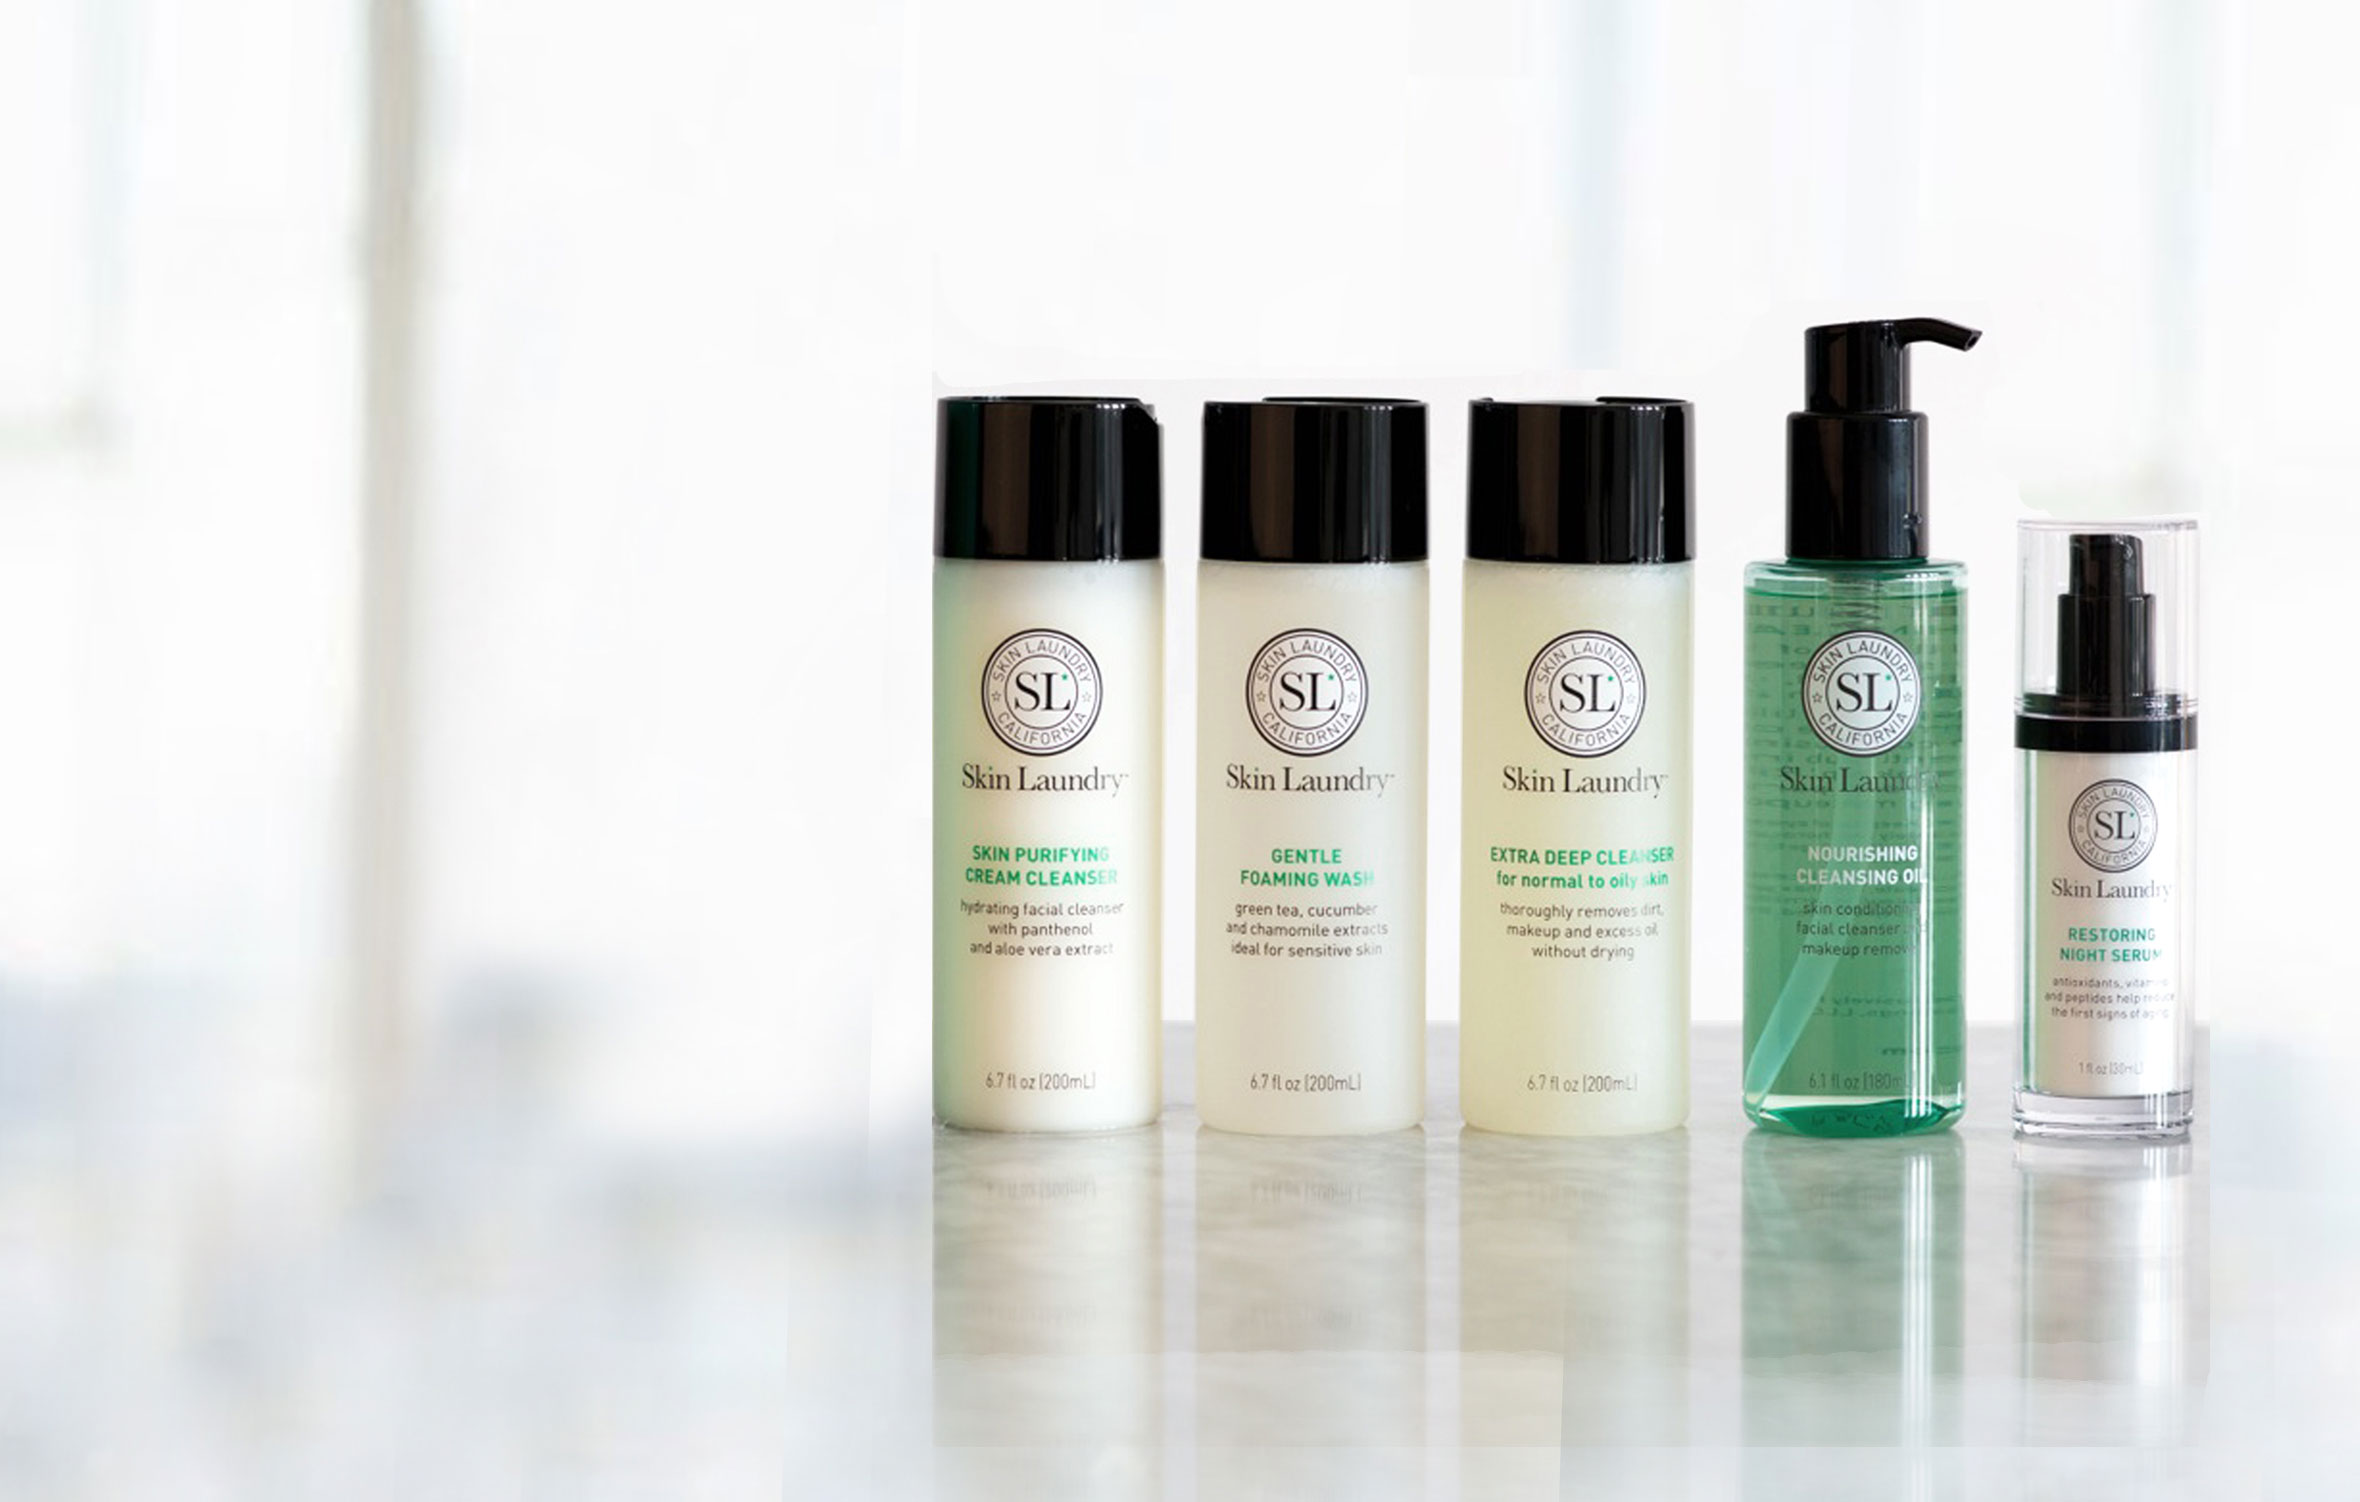 SKIN LAUNDRY
SL
CALIFORNIA
Skin Laundry
SKIN PURIFYING
CREAM CLEANSER
hydrating facial cleanser
with panthenol
and aloe vera extract
6.7 fl oz (200mL)
SKIN LAUNDRY
SL
CALIFORNIA
Skin Laundry
GENTLE
FOAMING WASH
green tea, cucumber
and chamomile extracts
ideal for sensitive skin
6.7 fl oz (200mL)
SKIN LAUNDRY
SL
CALIFORNIA
Skin Laundry
EXTRA DEEP CLEANSER
for normal to oily skin
thoroughly removes dirt,
makeup and excess oil
without drying
6.7 fl oz (200mL)
SKIN LAUNDRY
SL
CALIFORNIA
Skin Laundry
NOURISHING
CLEANSING OIL
skin
facial cleanser
makeup
6.1 fl oz (180mL)
SKIN LAUNDRY
SL
CALIFORNIA
Skin Laundry
RESTORING
NIGHT SERUM
antioxidants,
and peptides help reduce
the first signs of aging
1 fl oz (30mL)